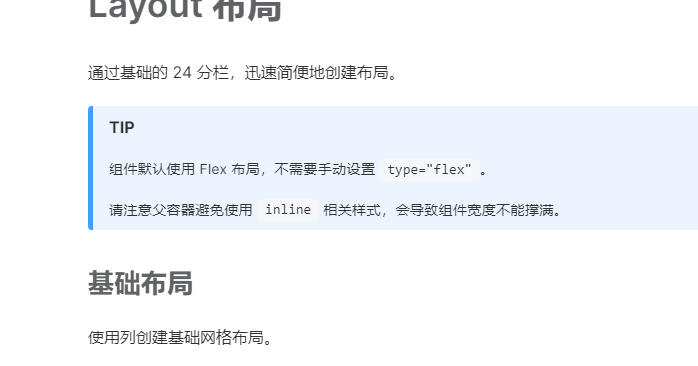 Layout 布局
通过基础的 24 分栏，迅速简便地创建布局。
TIP
组件默认使用 Flex 布局，不需要手动设置 type="flex" 。
请注意父容器避免使用 inline 相关样式，会导致组件宽度不能撑满。
基础布局
使用列创建基础网格布局。